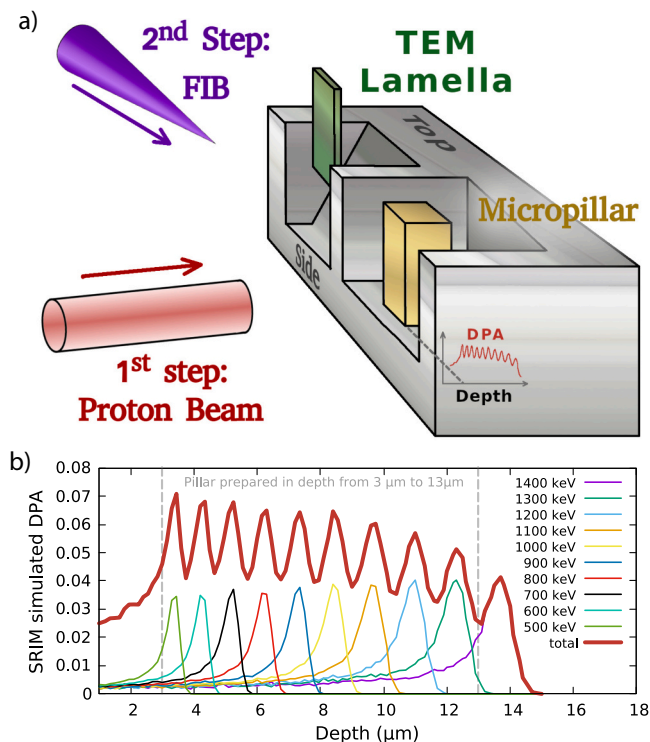 a)
2nd Step:
FIB
TEM
Lamella
Top
Micropillar
Side
DPA
Depth
1st step:
Proton Beam
b)
Pillar prepared in depth from 3 µm to 13µm
SRIM simulated DPA
0.08
0.07
0.06
0.05
0.04
0.03
0.02
0.01
0
1400 keV
1300 keV
1200 keV
1100 keV
1000 keV
900 keV
800 keV
700 keV
600 keV
500 keV
total
2 4 6 8 10 12 14 16 18
Depth (µm)